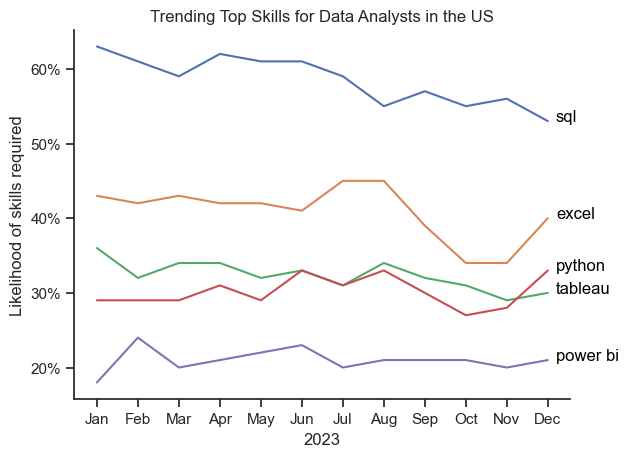 Trending Top Skills for Data Analysts in the US
Likelihood of skills required
60%
50%
40%
30%
20%
sql
excel
python
tableau
power bi
Jan Feb Mar Apr May Jun Jul Aug Sep Oct Nov Dec
2023